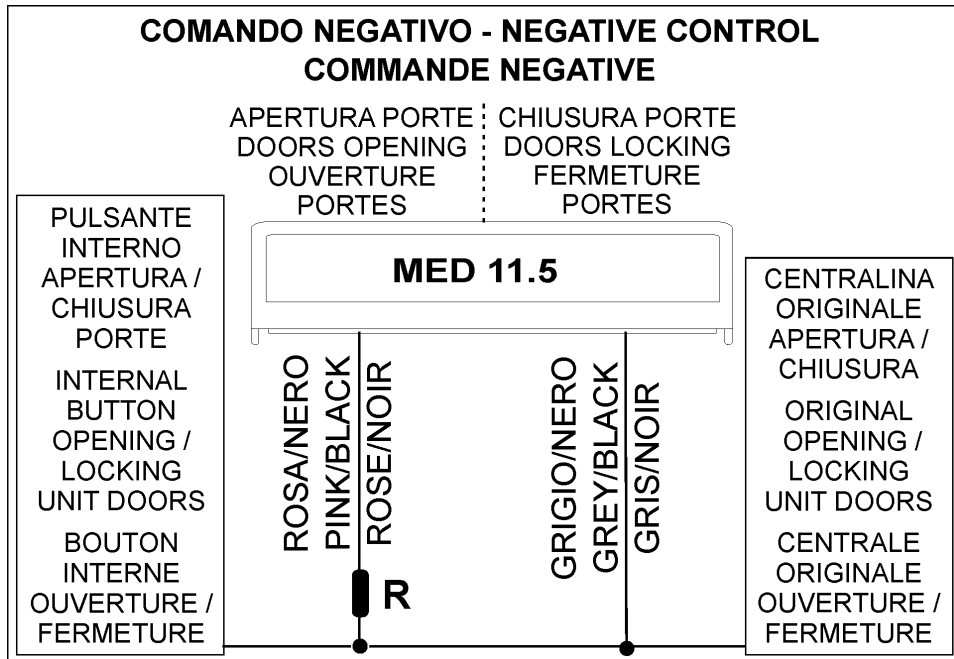 COMANDO NEGATIVO - NEGATIVE CONTROL
COMMANDE NEGATIVE
APERTURA PORTE
DOORS OPENING
OUVERTURE
PORTES
CHIUSURA PORTE
DOORS LOCKING
FERMETURE
PORTES
PULSANTE
INTERNO
APERTURA /
CHIUSURA
PORTE
INTERNAL
BUTTON
OPENING /
LOCKING
UNIT DOORS
BOUTON
INTERNE
OUVERTURE /
FERMETURE
MED 11.5
ROSA/NERO
PINK/BLACK
ROSE/NOIR
R
GRIGIO/NERO
GREY/BLACK
GRIS/NOIR
CENTRALINA
ORIGINALE
APERTURA /
CHIUSURA
ORIGINAL
OPENING /
LOCKING
UNIT DOORS
CENTRALE
ORIGINALE
OUVERTURE /
FERMETURE